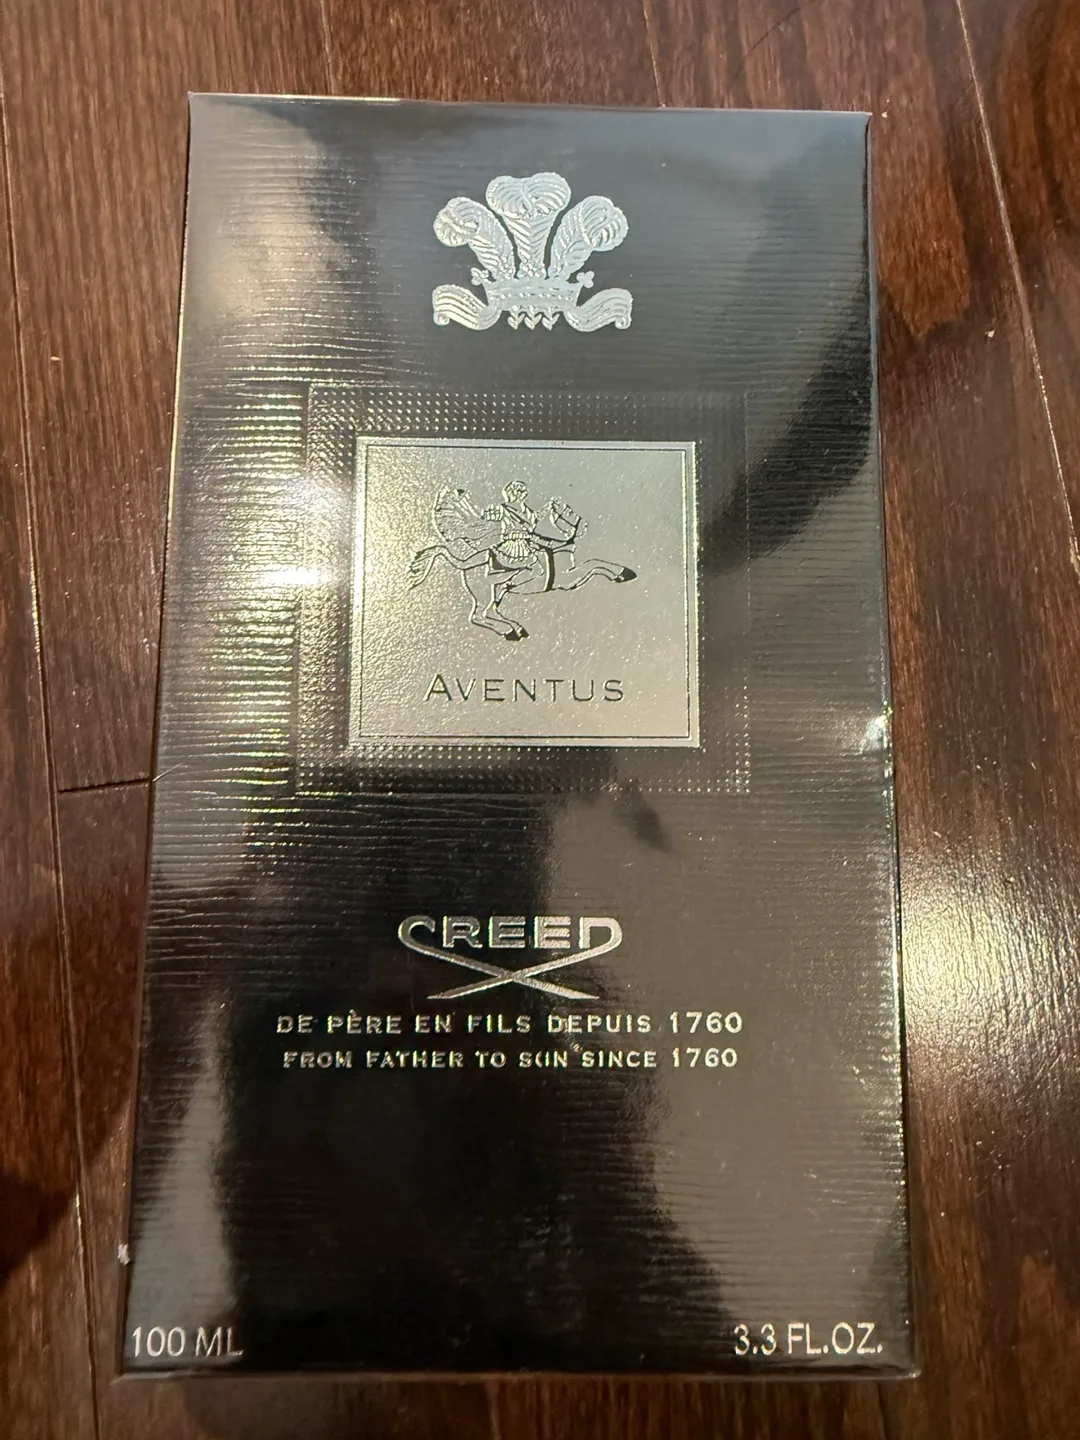 AVENTUS
CREED
DE PÈRE EN FILS DEPUIS 1760
FROM FATHER TO SON SINCE 1760
100 ML
3.3 FL.OZ.